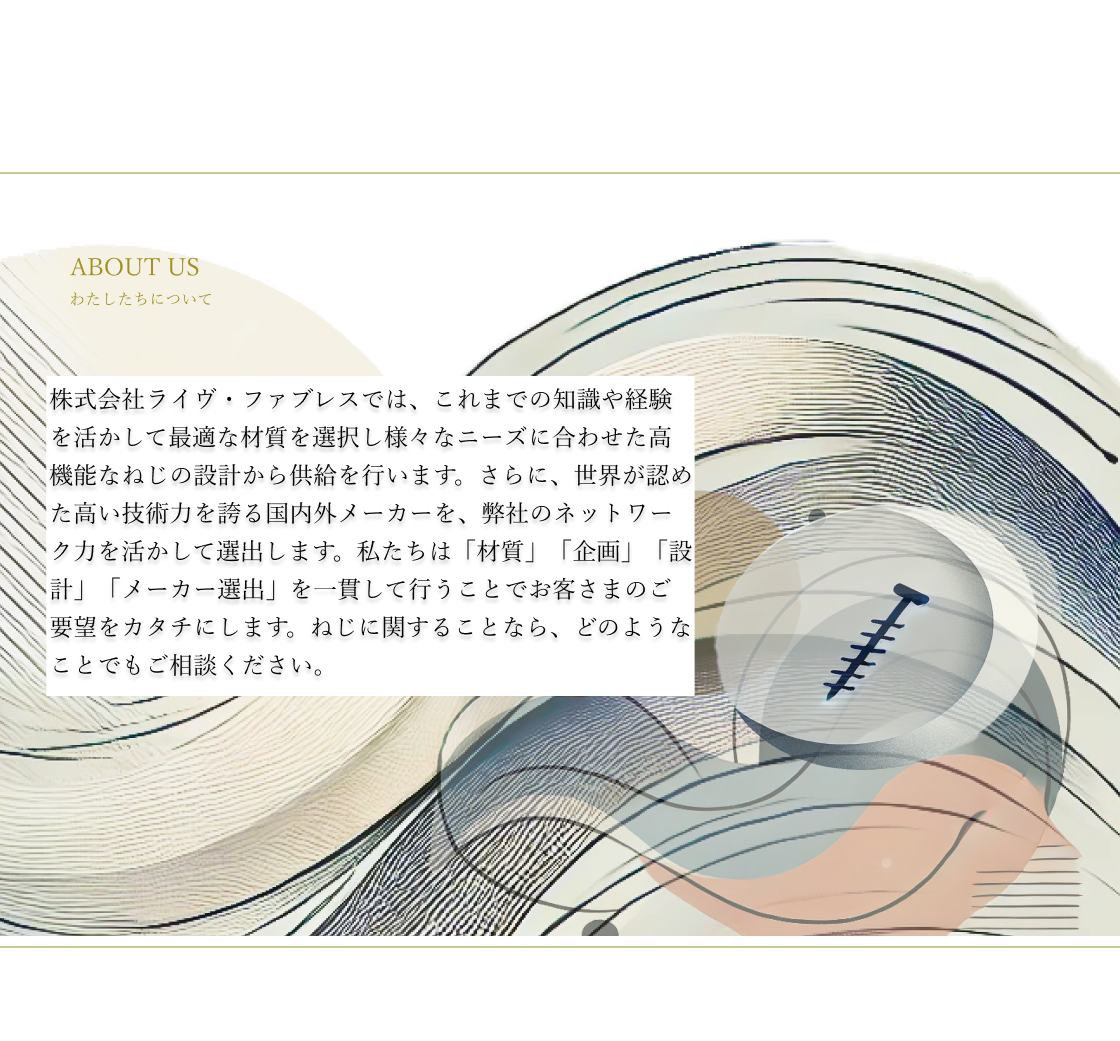 ABOUT US
わたしたちについて
株式会社ライヴ・ファブレスでは、これまでの知識や経験
を活かして最適な材質を選択し様々なニーズに合わせた高
機能なねじの設計から供給を行います。さらに、世界が認め
た高い技術力を誇る国内外メーカーを、弊社のネットワー
ク力を活かして選出します。私たちは「材質」「企画」「設
計」「メーカー選出」を一貫して行うことでお客さまのご
要望をカタチにします。ねじに関することなら、どのような
ことでもご相談ください。